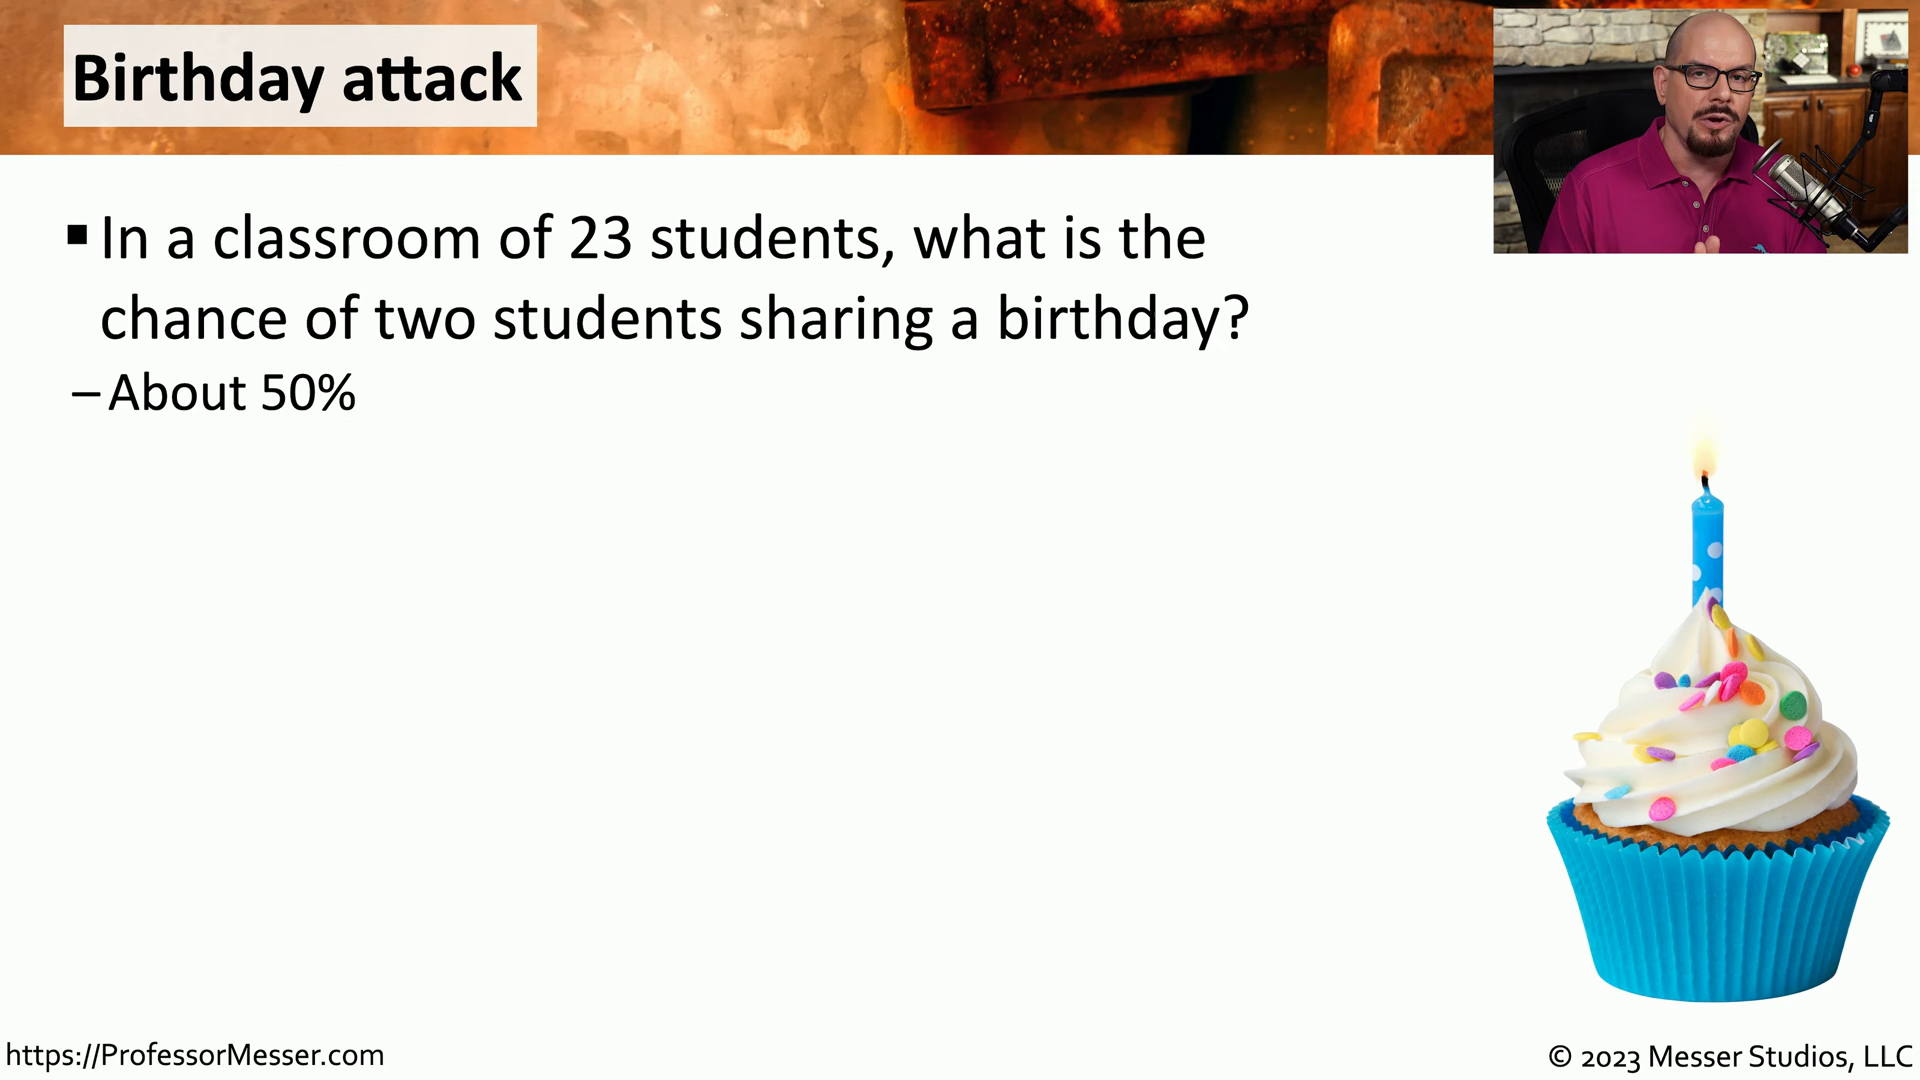 Birthday attack
▪ In a classroom of 23 students, what is the
chance of two students sharing a birthday?
– About 50%
https://ProfessorMesser.com
© 2023 Messer Studios, LLC